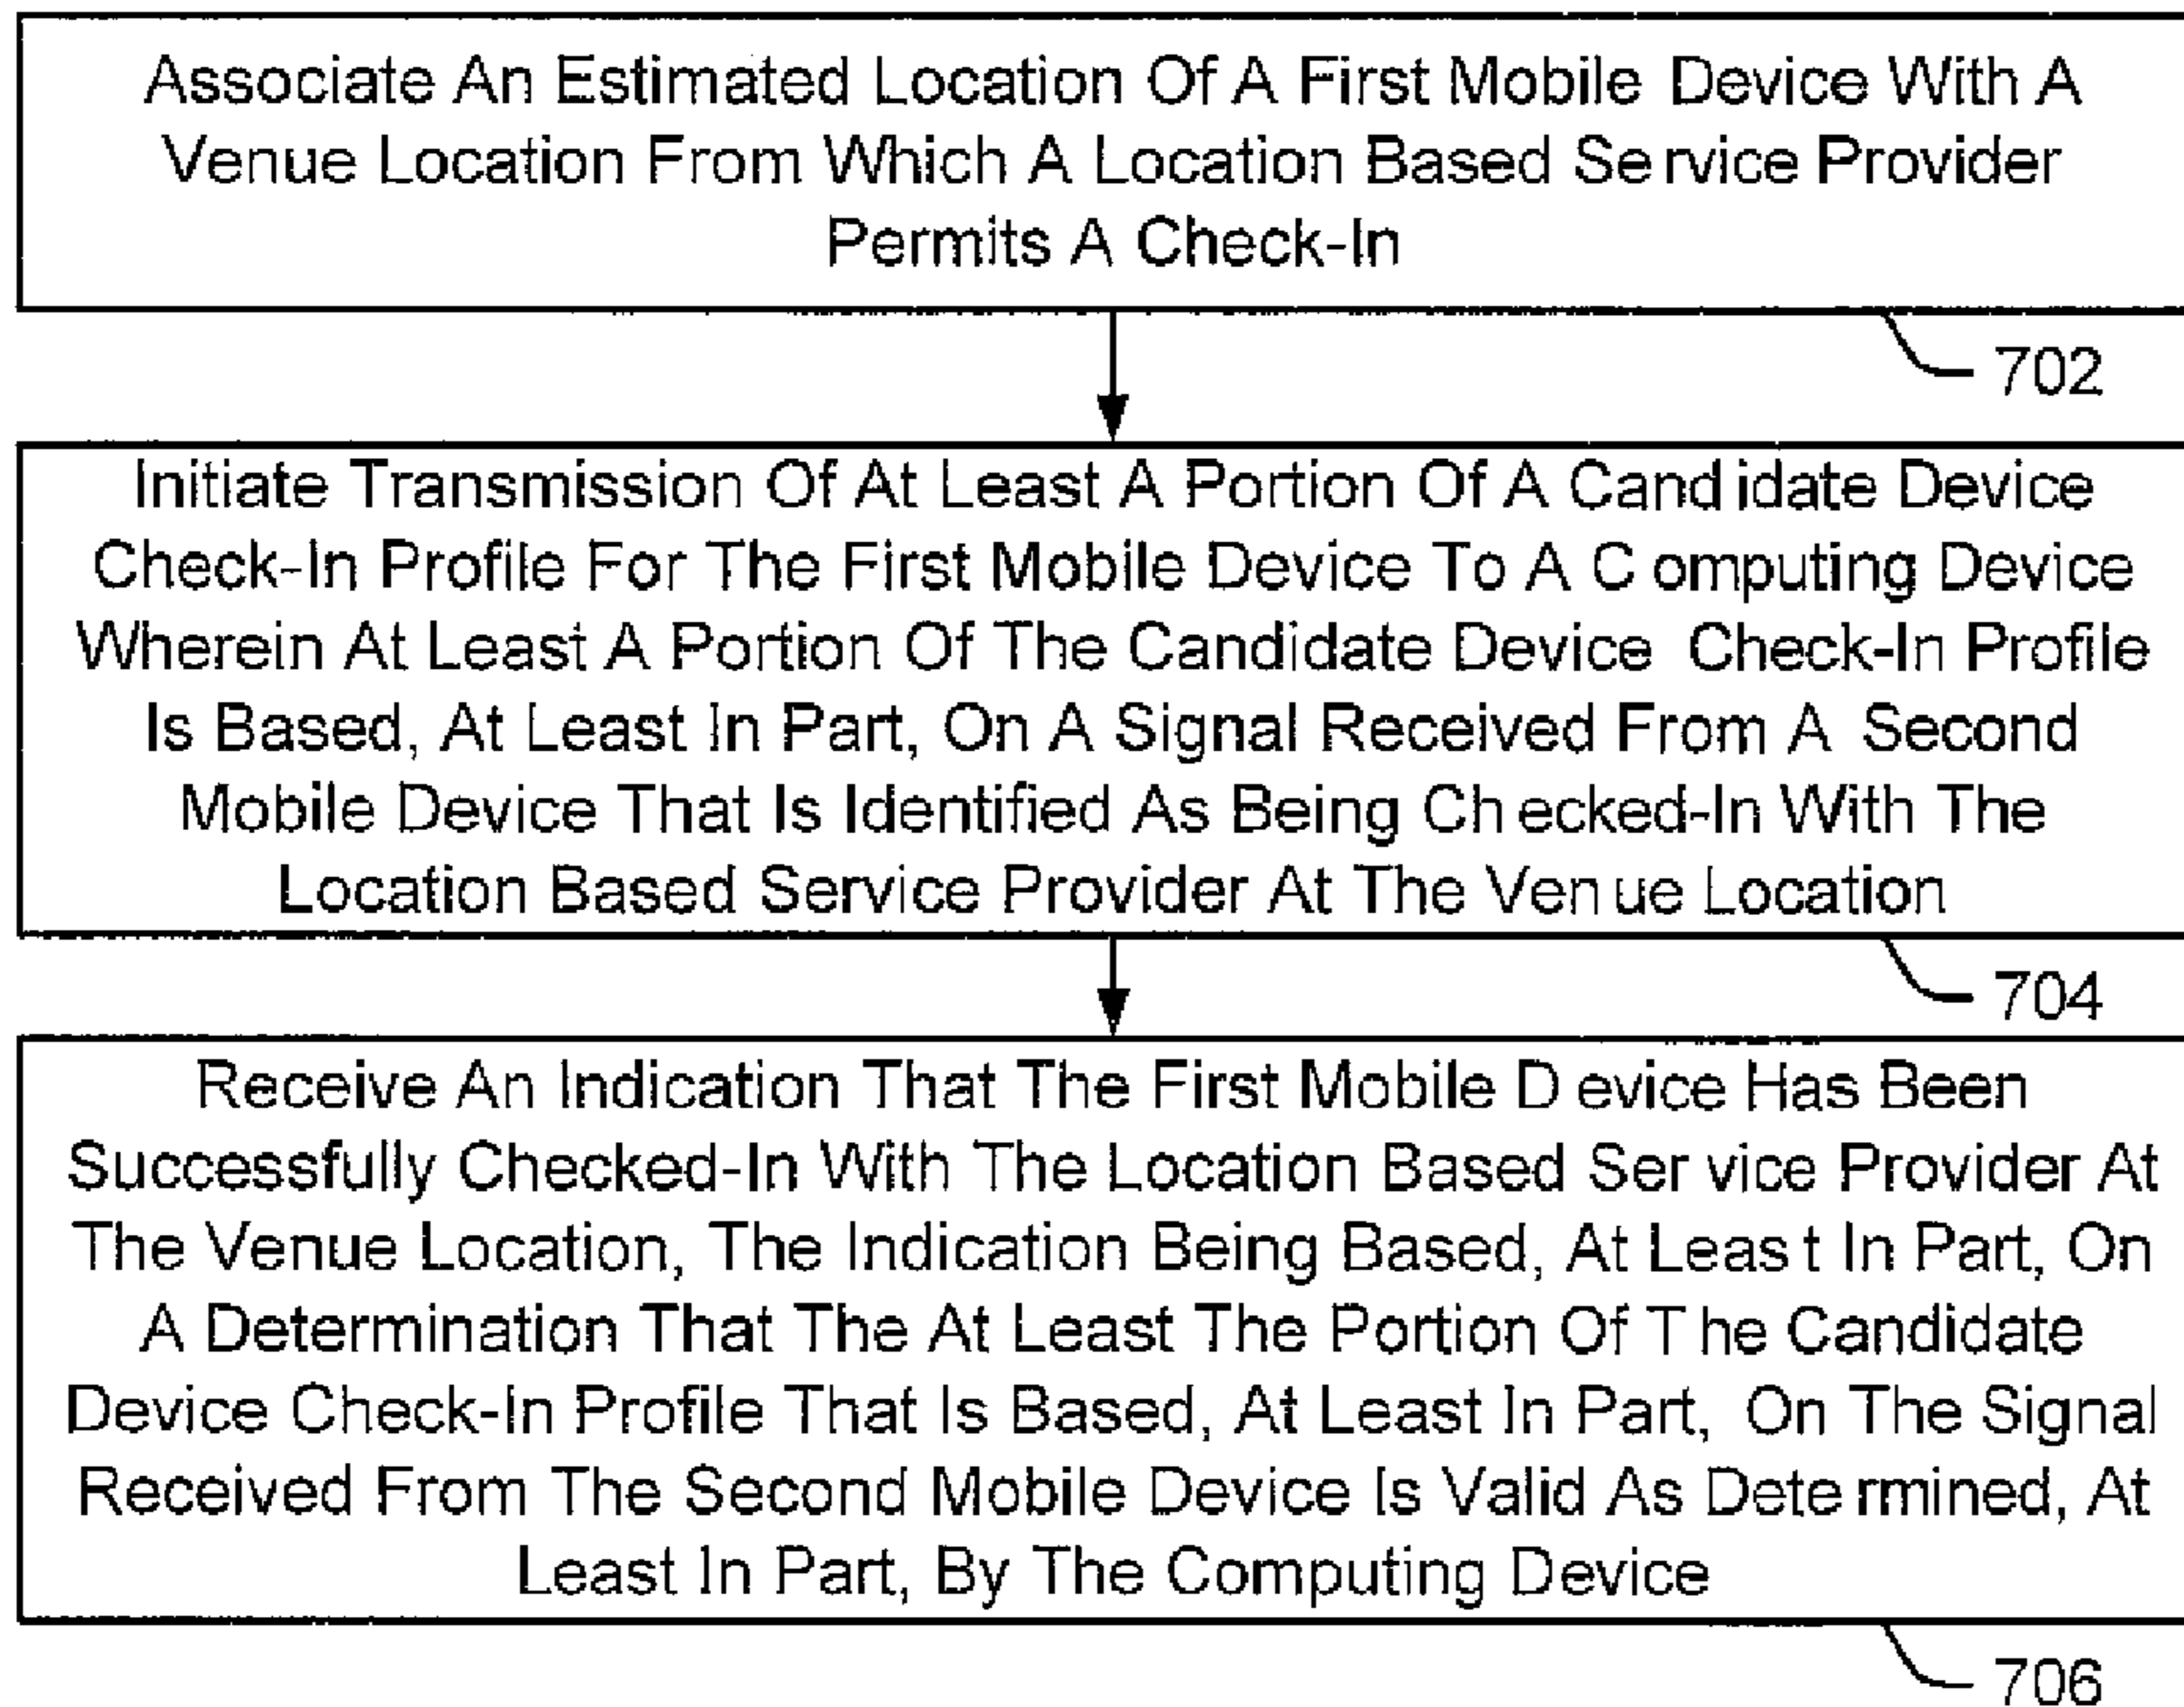 Associate An Estimated Location Of A First Mobile Device With A
Venue Location From Which A Location Based Service Provider
Permits A Check-In
702
Initiate Transmission Of At Least A Portion Of A Candidate Device
Check-In Profile For The First Mobile Device To A Computing Device
Wherein At Least A Portion Of The Candidate Device Check-In Profile
Is Based, At Least In Part, On A Signal Received From A Second
Mobile Device That Is Identified As Being Checked-In With The
Location Based Service Provider At The Venue Location
704
Receive An Indication That The First Mobile Device Has Been
Successfully Checked-In With The Location Based Service Provider At
The Venue Location, The Indication Being Based, At Least In Part, On
A Determination That The At Least The Portion Of The Candidate
Device Check-In Profile That Is Based, At Least In Part, On The Signal
Received From The Second Mobile Device Is Valid As Determined, At
Least In Part, By The Computing Device
706